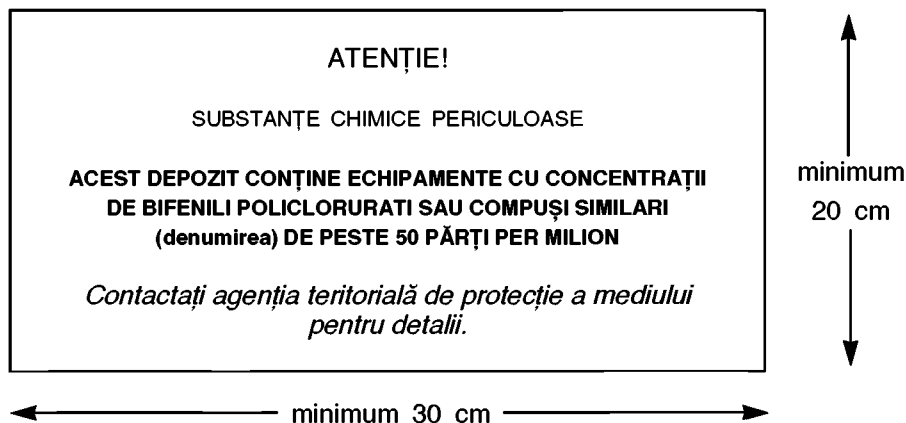 ATENȚIE!
SUBSTANȚE CHIMICE PERICULOASE
ACEST DEPOZIT CONȚINE ECHIPAMENTE CU CONCENTRAȚII
DE BIFENILI POLICLORURATI SAU COMPUȘI SIMILARI
(denumirea) DE PESTE 50 PĂRȚI PER MILION
Contactați agenția teritorială de protecție a mediului
pentru detalii.
minimum
20 cm
minimum 30 cm